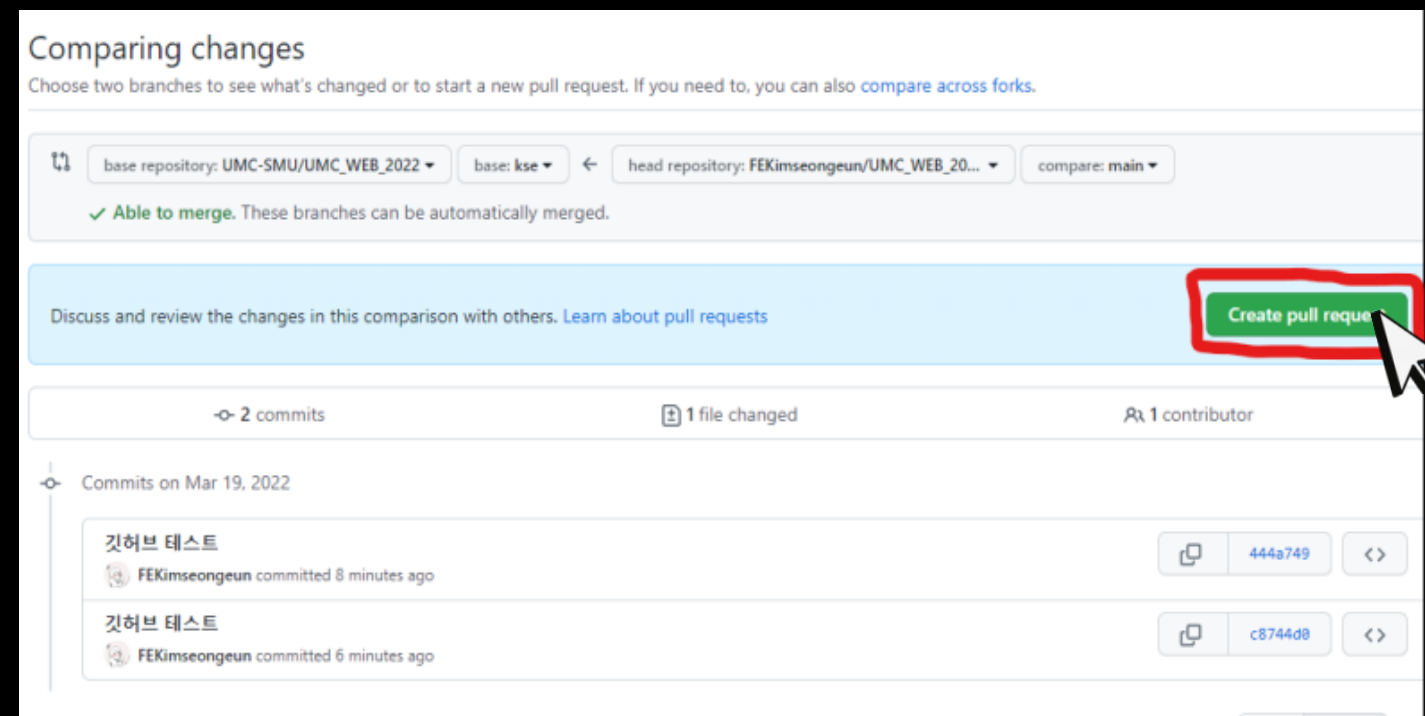 Comparing changes
Choose two branches to see what's changed or to start a new pull request. If you need to, you can also compare across forks.
base repository: UMC-SMU/UMC_WEB_2022 base: kse ← head repository: FEKimseongeun/UMC_WEB_20... compare: main
✓ Able to merge. These branches can be automatically merged.
Discuss and review the changes in this comparison with others. Learn about pull requests
Create pull reque
2 commits
1 file changed
1 contributor
Commits on Mar 19, 2022
깃허브 테스트
444a749
FEKimseongeun committed 8 minutes ago
깃허브 테스트
c8744d0
FEKimseongeun committed 6 minutes ago